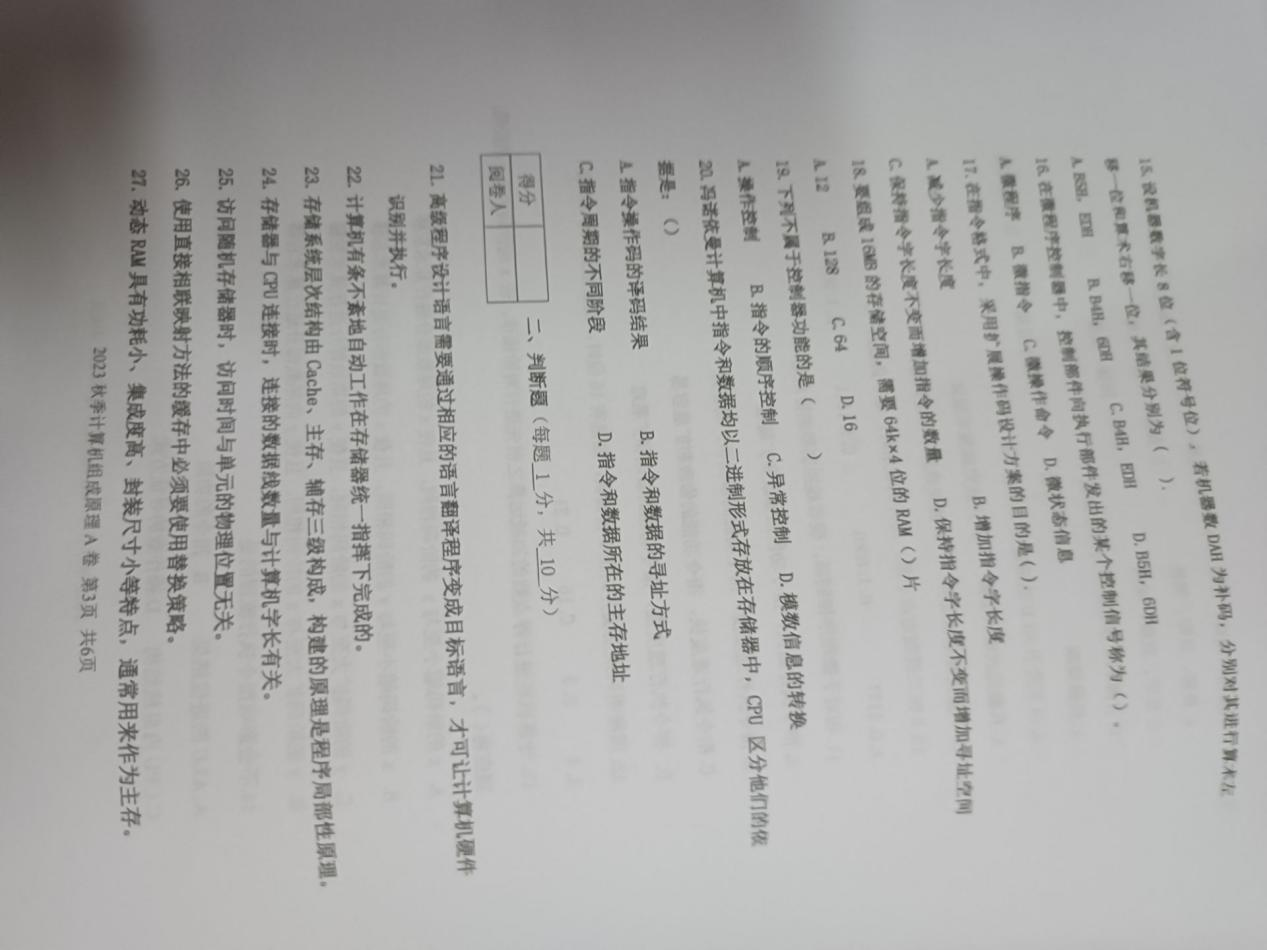 15. 设机器数字长 8 位（含 1 位符号位），若机器数 DAH 为补码，分别对其进行算术左
移一位和算术右移一位，其结果分别为（ ）.
A. B5H, EDH B. B4H, 6DH C. B4H, EDH D. B5H, 6DH
16. 在微程序控制器中，控制部件向执行部件发出的某个控制信号称为（）。
A. 微程序 B. 微指令 C. 微操作命令 D. 微状态信息
17. 在指令格式中，采用扩展操作码设计方案的目的是（ ）.
A. 减少指令字长度 B. 增加指令字长度
C. 保持指令字长度不变而增加指令的数量 D. 保持指令字长度不变而增加寻址空间
18. 要组成 16MB 的存储空间，需要 64k×4 位的 RAM（）片
A. 12 B. 128 C. 64 D. 16
19. 下列不属于控制器功能的是（ ）
A. 操作控制 B. 指令的顺序控制 C. 异常控制 D. 模数信息的转换
20. 冯诺依曼计算机中指令和数据均以二进制形式存放在存储器中，CPU 区分他们的依
据是：（）
A. 指令操作码的译码结果 B. 指令和数据的寻址方式
C. 指令周期的不同阶段 D. 指令和数据所在的主存地址
得分
阅卷人
二、判断题（每题 1 分，共 10 分）
21. 高级程序设计语言需要通过相应的语言翻译程序变成目标语言，才可让计算机硬件
识别并执行。
22. 计算机有条不紊地自动工作在存储器统一指挥下完成的。
23. 存储系统层次结构由 Cache、主存、辅存三级构成，构建的原理是程序局部性原理。
24. 存储器与 CPU 连接时，连接的数据线数量与计算机字长有关。
25. 访问随机存储器时，访问时间与单元的物理位置无关。
26. 使用直接相联映射方法的缓存中必须要使用替换策略。
27. 动态 RAM 具有功耗小、集成度高、封装尺寸小等特点，通常用来作为主存。
2023 秋季计算机组成原理 A 卷 第3页 共6页